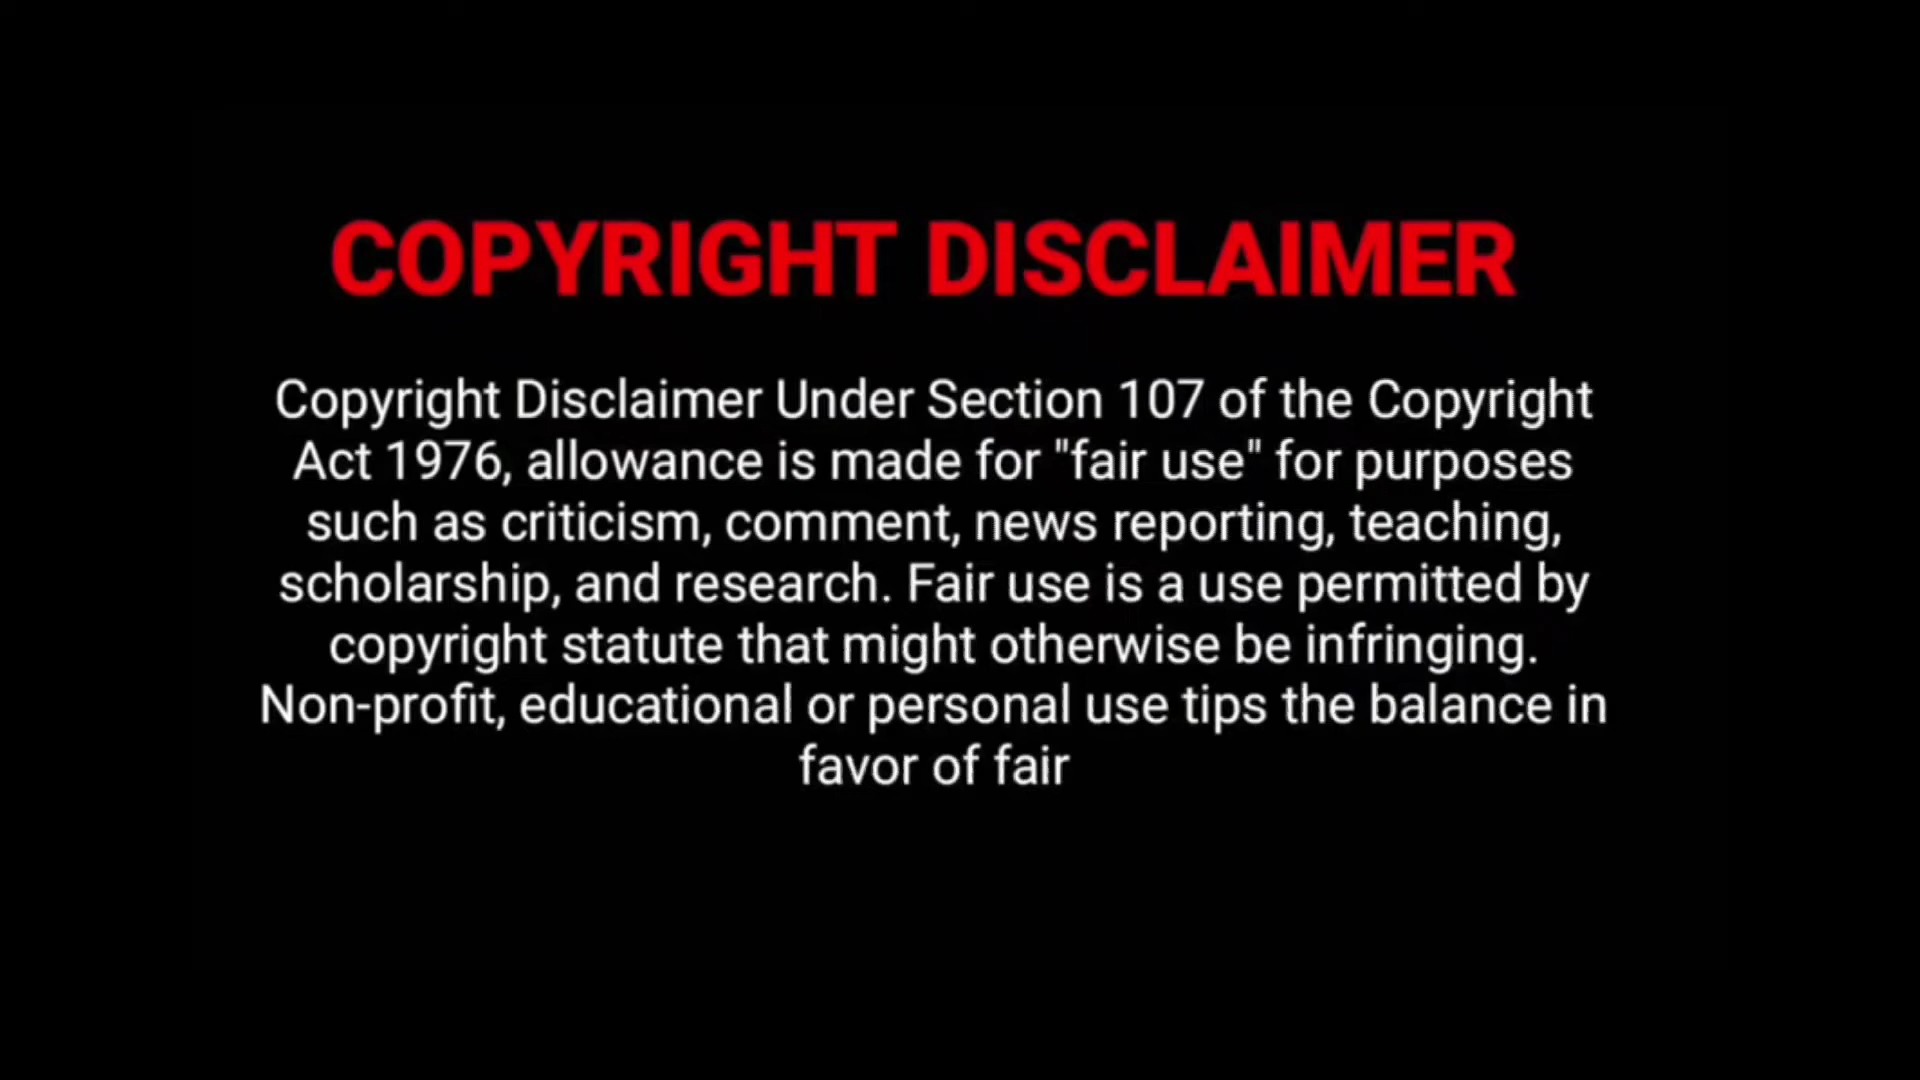 COPYRIGHT DISCLAIMER
Copyright Disclaimer Under Section 107 of the Copyright
Act 1976, allowance is made for "fair use" for purposes
such as criticism, comment, news reporting, teaching,
scholarship, and research. Fair use is a use permitted by
copyright statute that might otherwise be infringing.
Non-profit, educational or personal use tips the balance in
favor of fair